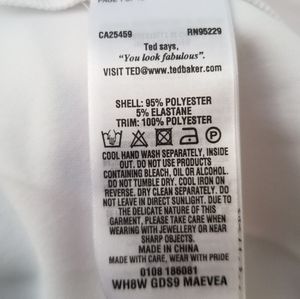 CA25459 RN95229
Ted says,
"You look fabulous".
VISIT TED@www.tedbaker.com
SHELL: 95% POLYESTER
5% ELASTANE
TRIM: 100% POLYESTER
COOL HAND WASH SEPARATELY, INSIDE
OUT. DO NOT USE PRODUCTS
CONTAINING BLEACH, OIL OR ALCOHOL.
DO NOT TUMBLE DRY. COOL IRON ON
REVERSE. DRY CLEAN SEPARATELY. DO
NOT LEAVE IN DIRECT SUNLIGHT. DUE TO
THE DELICATE NATURE OF THIS
GARMENT, PLEASE TAKE CARE WHEN
WEARING WITH JEWELLERY OR NEAR
SHARP OBJECTS.
MADE IN CHINA
MADE WITH CARE, WEAR WITH PRIDE
0108 186081
WH8W GDS9 MAEVEA